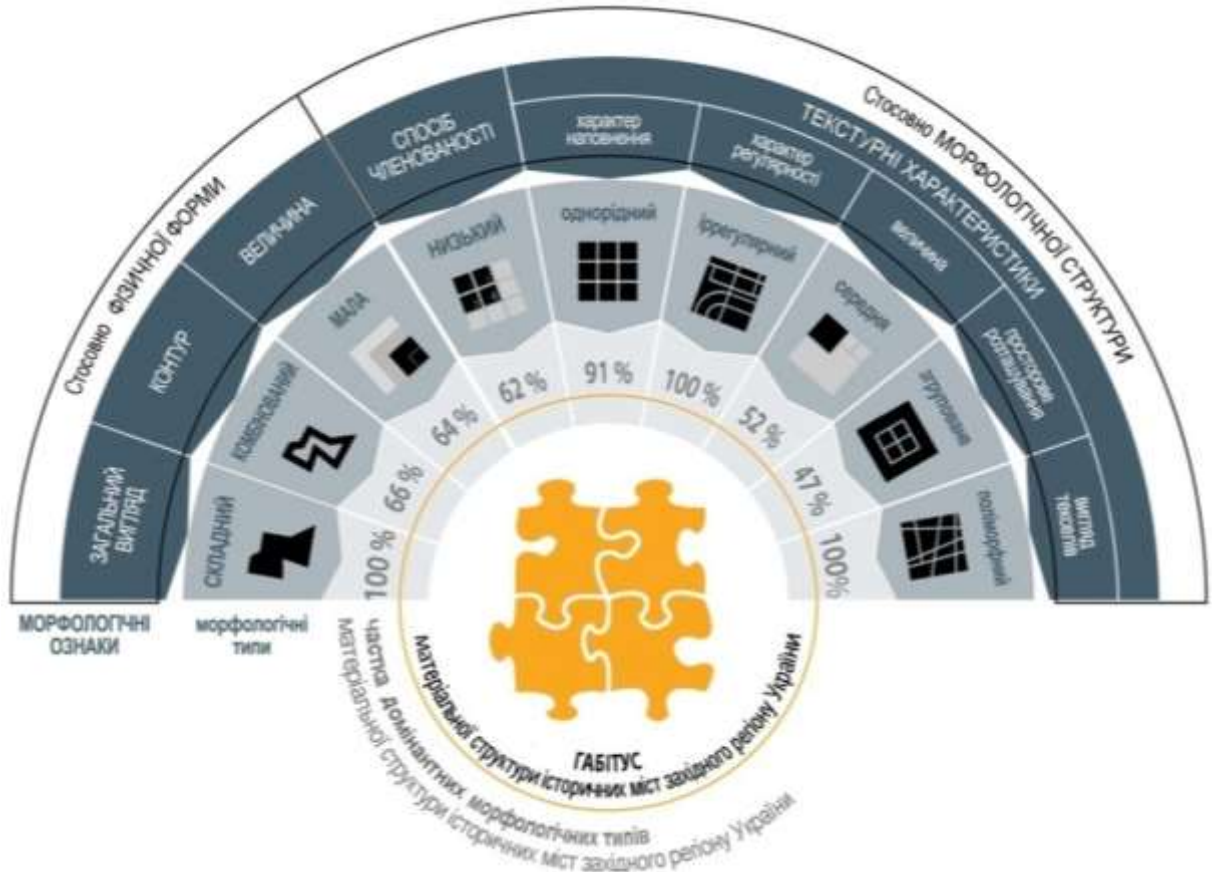 Стосовно ФІЗИЧНОЇ ФОРМИ
Стосовно МОРФОЛОГІЧНОЇ СТРУКТУРИ
ЗАГАЛЬНИЙ
ВИГЛЯД
КОНТУР
ВЕЛИЧИНА
СПОСІБ
ЧЛЕНОВАНОСТІ
ТЕКСТУРНІ ХАРАКТЕРИСТИКИ
характер
наповнення
характер
регулярності
величина
просторове
розташування
вигляд
текселів
СКЛАДНИЙ
КОМБІНОВАНИЙ
МАЛА
НИЗЬКИЙ
однорідний
іррегулярний
середня
згрупована
поліморфний
100 %
66 %
64 %
62 %
91 %
100 %
52 %
47 %
100%
МОРФОЛОГІЧНІ
ОЗНАКИ
морфологічні
типи
ГАБІТУС
матеріальної структури історичних міст західного регіону України
частка домінантних морфологічних типів
матеріальної структури історичних міст західного регіону України